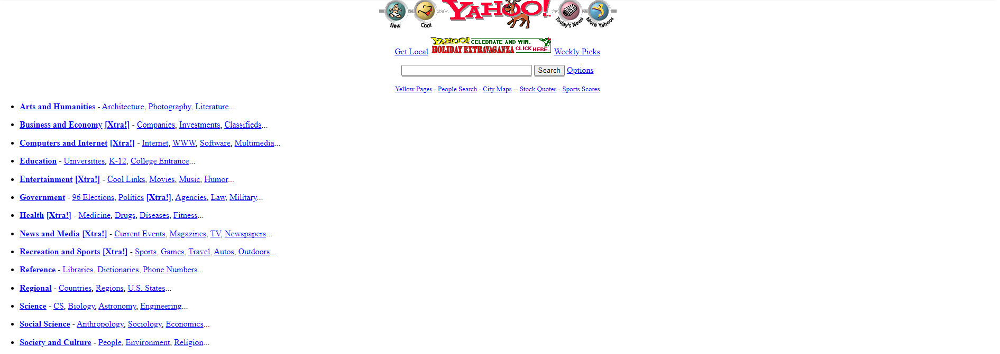 New Cool YAHOO! Today's News More Yahoos
YAHOO! CELEBRATE AND WIN.
Get Local HOLIDAY EXTRAVAGANZA CLICK HERE. Weekly Picks
Search Options
Yellow Pages - People Search - City Maps -- Stock Quotes - Sports Scores
• Arts and Humanities - Architecture, Photography, Literature...
• Business and Economy [Xtra!] - Companies, Investments, Classifieds...
• Computers and Internet [Xtra!] - Internet, WWW, Software, Multimedia...
• Education - Universities, K-12, College Entrance...
• Entertainment [Xtra!] - Cool Links, Movies, Music, Humor...
• Government - 96 Elections, Politics [Xtra!], Agencies, Law, Military...
• Health [Xtra!] - Medicine, Drugs, Diseases, Fitness...
• News and Media [Xtra!] - Current Events, Magazines, TV, Newspapers...
• Recreation and Sports [Xtra!] - Sports, Games, Travel, Autos, Outdoors...
• Reference - Libraries, Dictionaries, Phone Numbers...
• Regional - Countries, Regions, U.S. States...
• Science - CS, Biology, Astronomy, Engineering...
• Social Science - Anthropology, Sociology, Economics...
• Society and Culture - People, Environment, Religion...